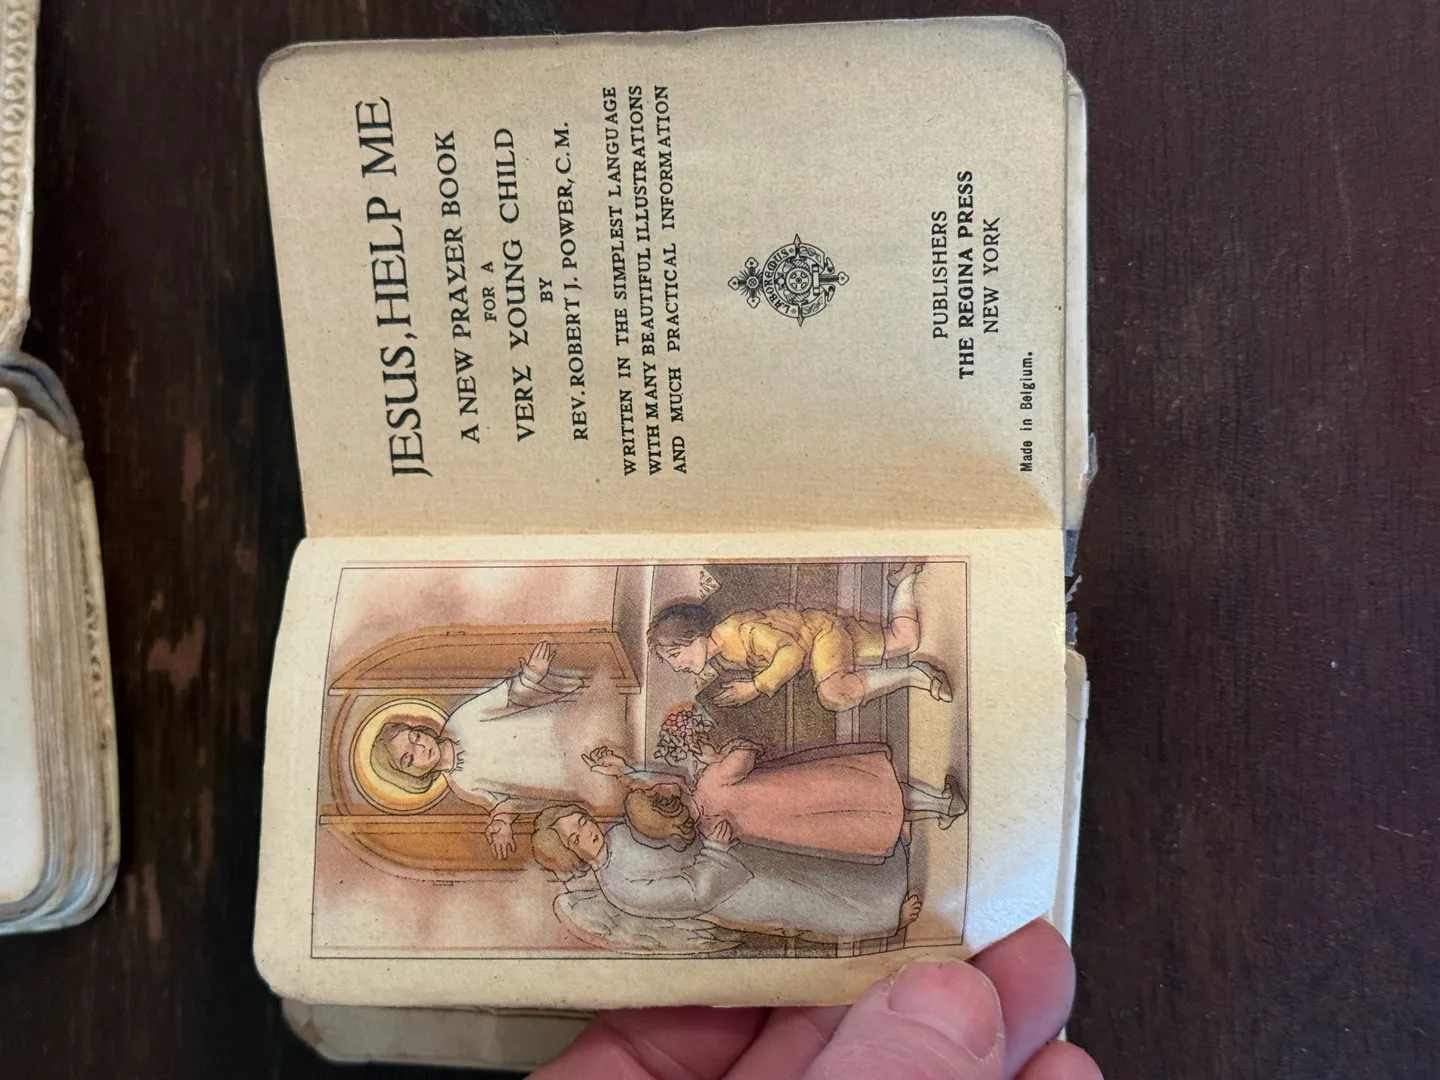 JESUS, HELP ME
A NEW PRAYER BOOK
FOR A
VERY YOUNG CHILD
BY
REV. ROBERT J. POWER, C. M.
WRITTEN IN THE SIMPLEST LANGUAGE
WITH MANY BEAUTIFUL ILLUSTRATIONS
AND MUCH PRACTICAL INFORMATION
LABOREMUS
PUBLISHERS
THE REGINA PRESS
NEW YORK
Made in Belgium.